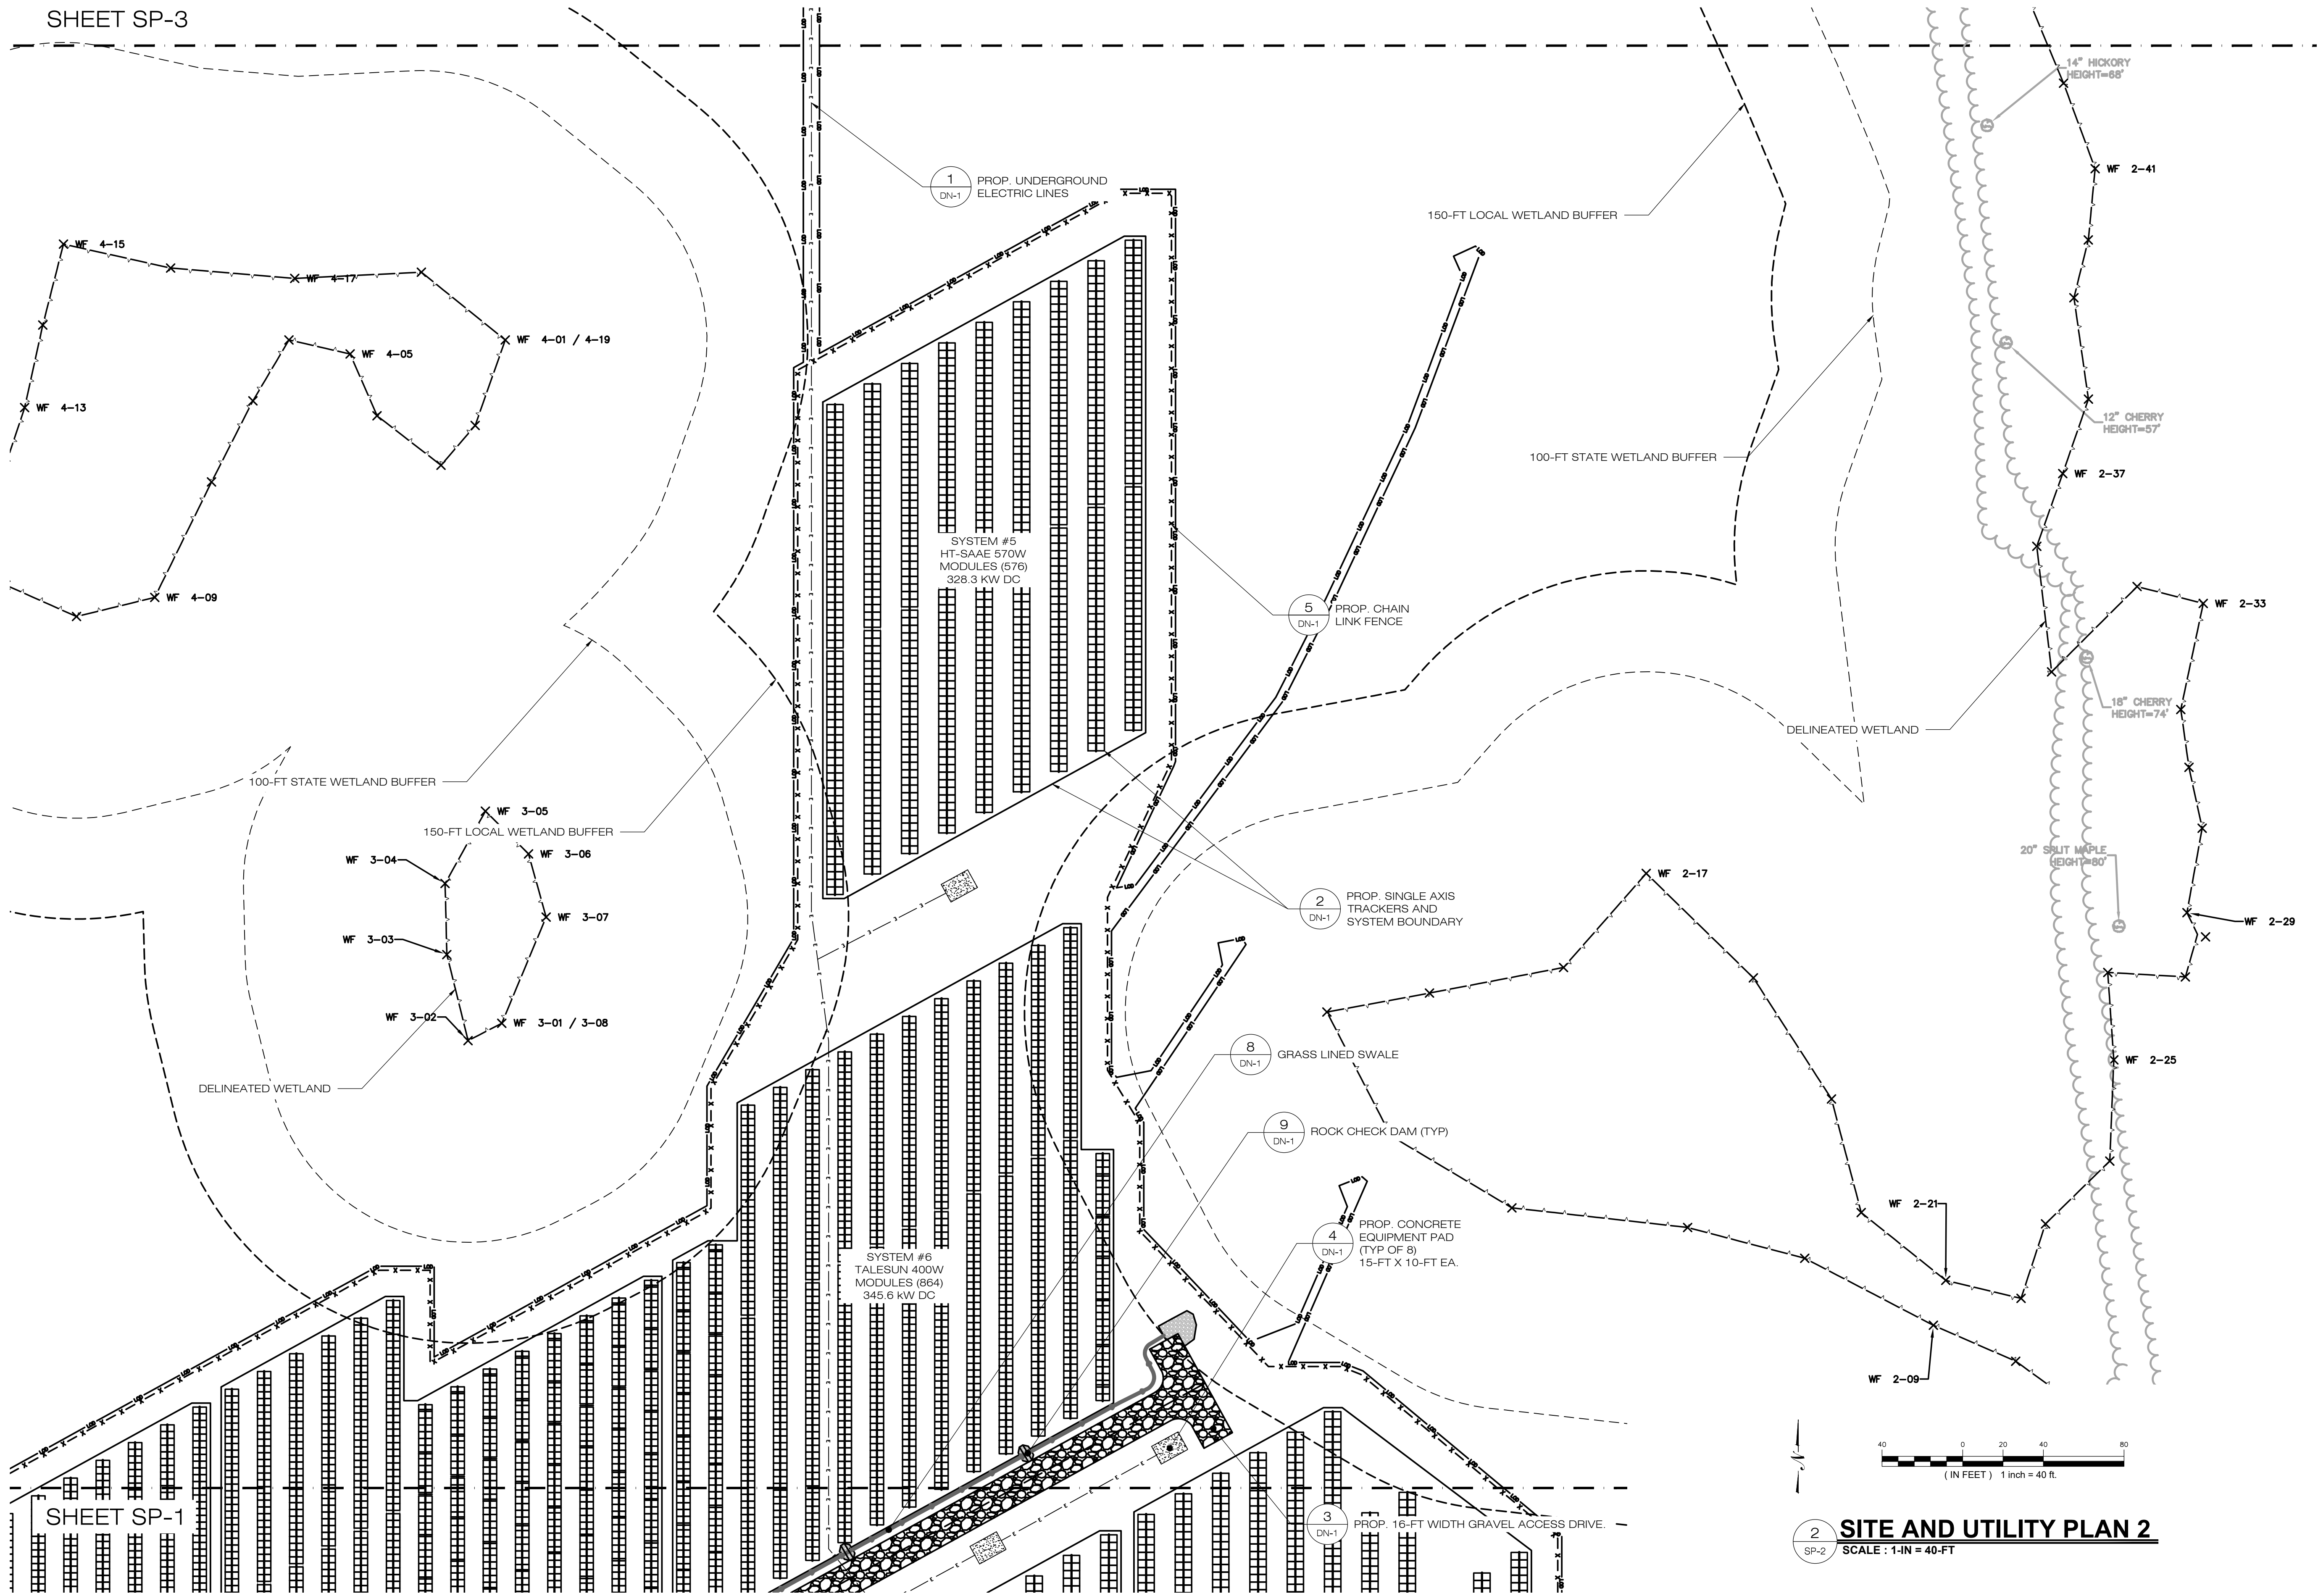 SHEET SP-3
14" HICKORY
HEIGHT=68'
WF 2-41
1
DN-1
PROP. UNDERGROUND
ELECTRIC LINES
150-FT LOCAL WETLAND BUFFER
WF 4-15
WF 4-17
WF 4-01 / 4-19
WF 4-05
WF 4-13
12" CHERRY
HEIGHT=57'
100-FT STATE WETLAND BUFFER
WF 2-37
SYSTEM #5
HT-SAAE 570W
MODULES (576)
328.3 KW DC
WF 4-09
5
DN-1
PROP. CHAIN
LINK FENCE
WF 2-33
18" CHERRY
HEIGHT=74'
DELINEATED WETLAND
100-FT STATE WETLAND BUFFER
WF 3-05
150-FT LOCAL WETLAND BUFFER
WF 3-06
WF 3-04
20" SPLIT MAPLE
HEIGHT=80'
WF 2-17
2
DN-1
PROP. SINGLE AXIS
TRACKERS AND
SYSTEM BOUNDARY
WF 3-07
WF 2-29
WF 3-03
WF 3-02
WF 3-01 / 3-08
8
DN-1
GRASS LINED SWALE
WF 2-25
DELINEATED WETLAND
9
DN-1
ROCK CHECK DAM (TYP)
WF 2-21
4
DN-1
PROP. CONCRETE
EQUIPMENT PAD
(TYP OF 8)
15-FT X 10-FT EA.
SYSTEM #6
TALESUN 400W
MODULES (864)
345.6 kW DC
WF 2-09
40 0 20 40 80
( IN FEET ) 1 inch = 40 ft.
SHEET SP-1
3
DN-1
PROP. 16-FT WIDTH GRAVEL ACCESS DRIVE.
2
SP-2
SITE AND UTILITY PLAN 2
SCALE : 1-IN = 40-FT